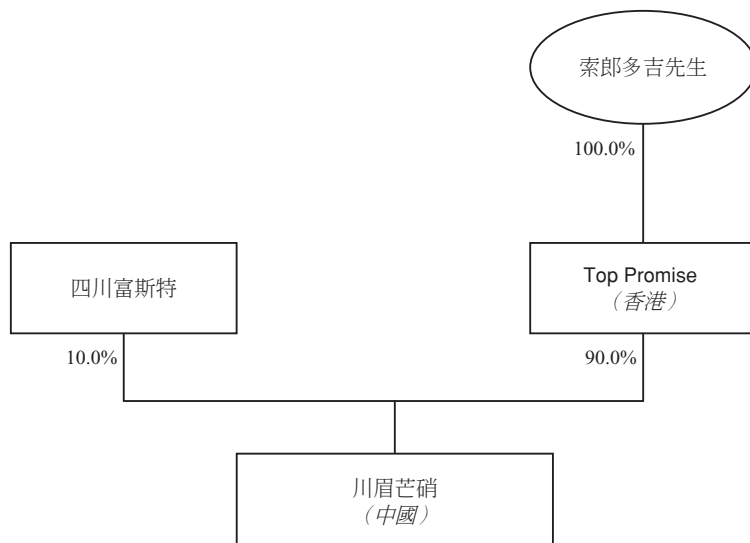 索郎多吉先生
100.0%
四川富斯特
Top Promise
（香港）
10.0%
90.0%
川眉芒硝
（中國）